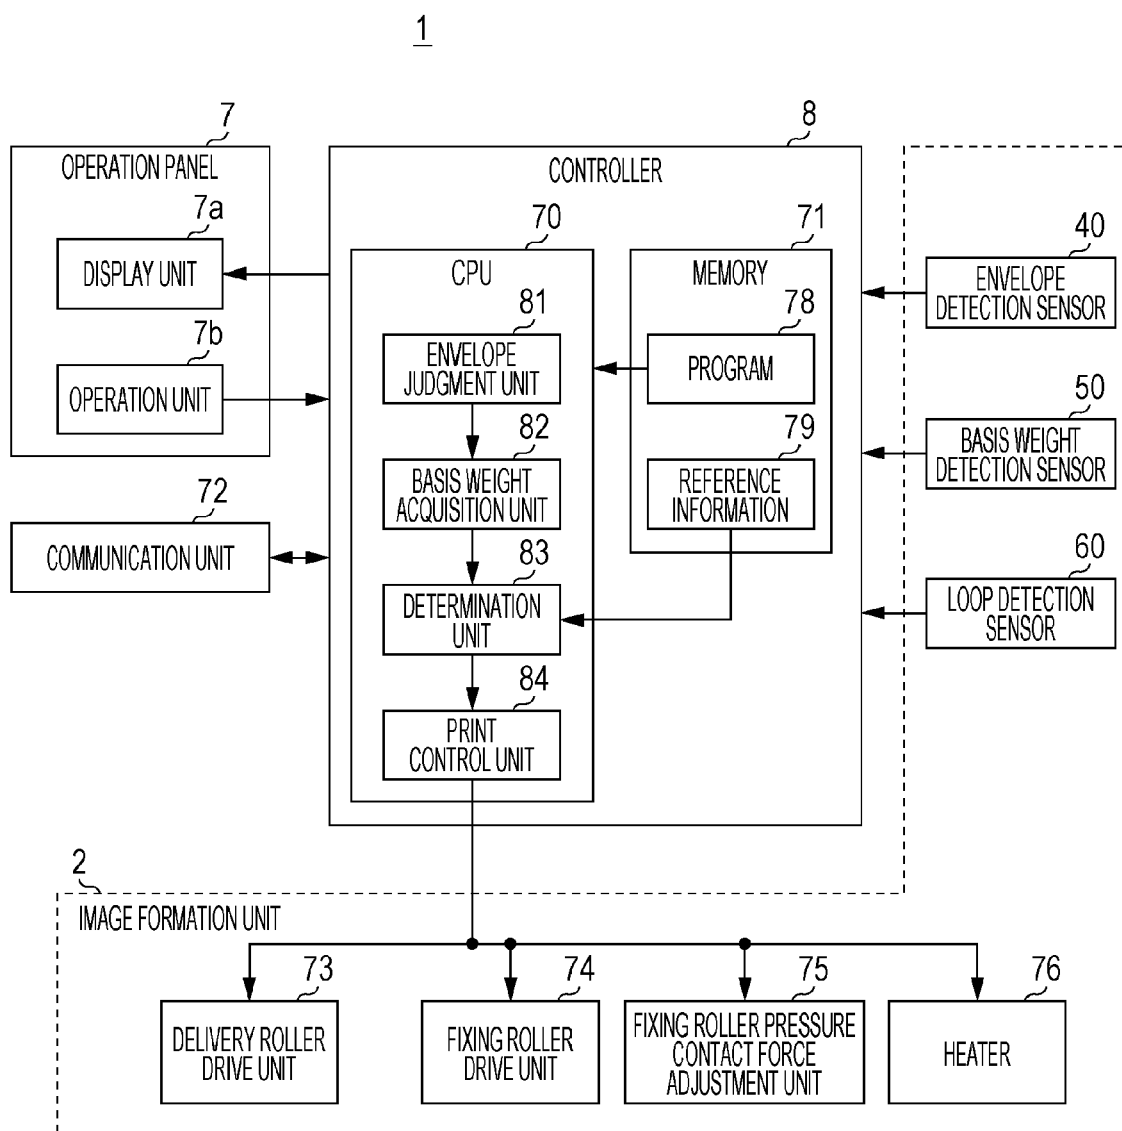 1
7
OPERATION PANEL
7a
DISPLAY UNIT
7b
OPERATION UNIT
72
COMMUNICATION UNIT
8
CONTROLLER
70
CPU
81
ENVELOPE
JUDGMENT UNIT
82
BASIS WEIGHT
ACQUISITION UNIT
83
DETERMINATION
UNIT
84
PRINT
CONTROL UNIT
71
MEMORY
78
PROGRAM
79
REFERENCE
INFORMATION
40
ENVELOPE
DETECTION SENSOR
50
BASIS WEIGHT
DETECTION SENSOR
60
LOOP DETECTION
SENSOR
2
IMAGE FORMATION UNIT
73
DELIVERY ROLLER
DRIVE UNIT
74
FIXING ROLLER
DRIVE UNIT
75
FIXING ROLLER PRESSURE
CONTACT FORCE
ADJUSTMENT UNIT
76
HEATER